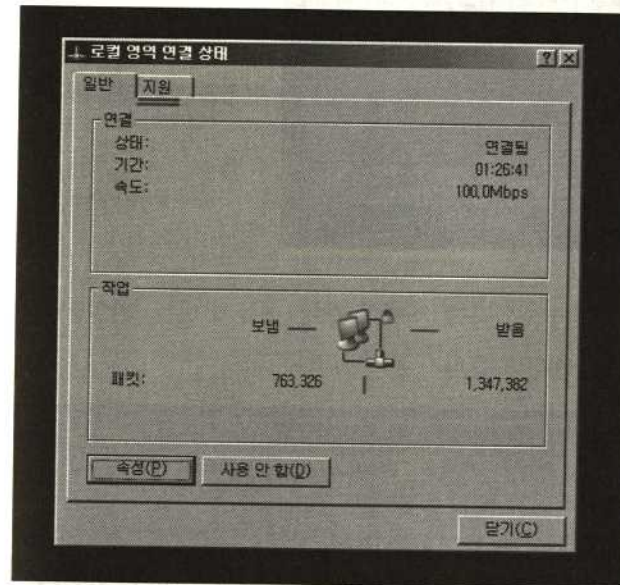 로컬 영역 연결 상태
일반 지원
연결
상태: 연결됨
기간: 01:26:41
속도: 100,0Mbps
작업
보냄 받음
패킷: 763,326 1,347,382
속성(P) 사용 안 함(D)
닫기(C)